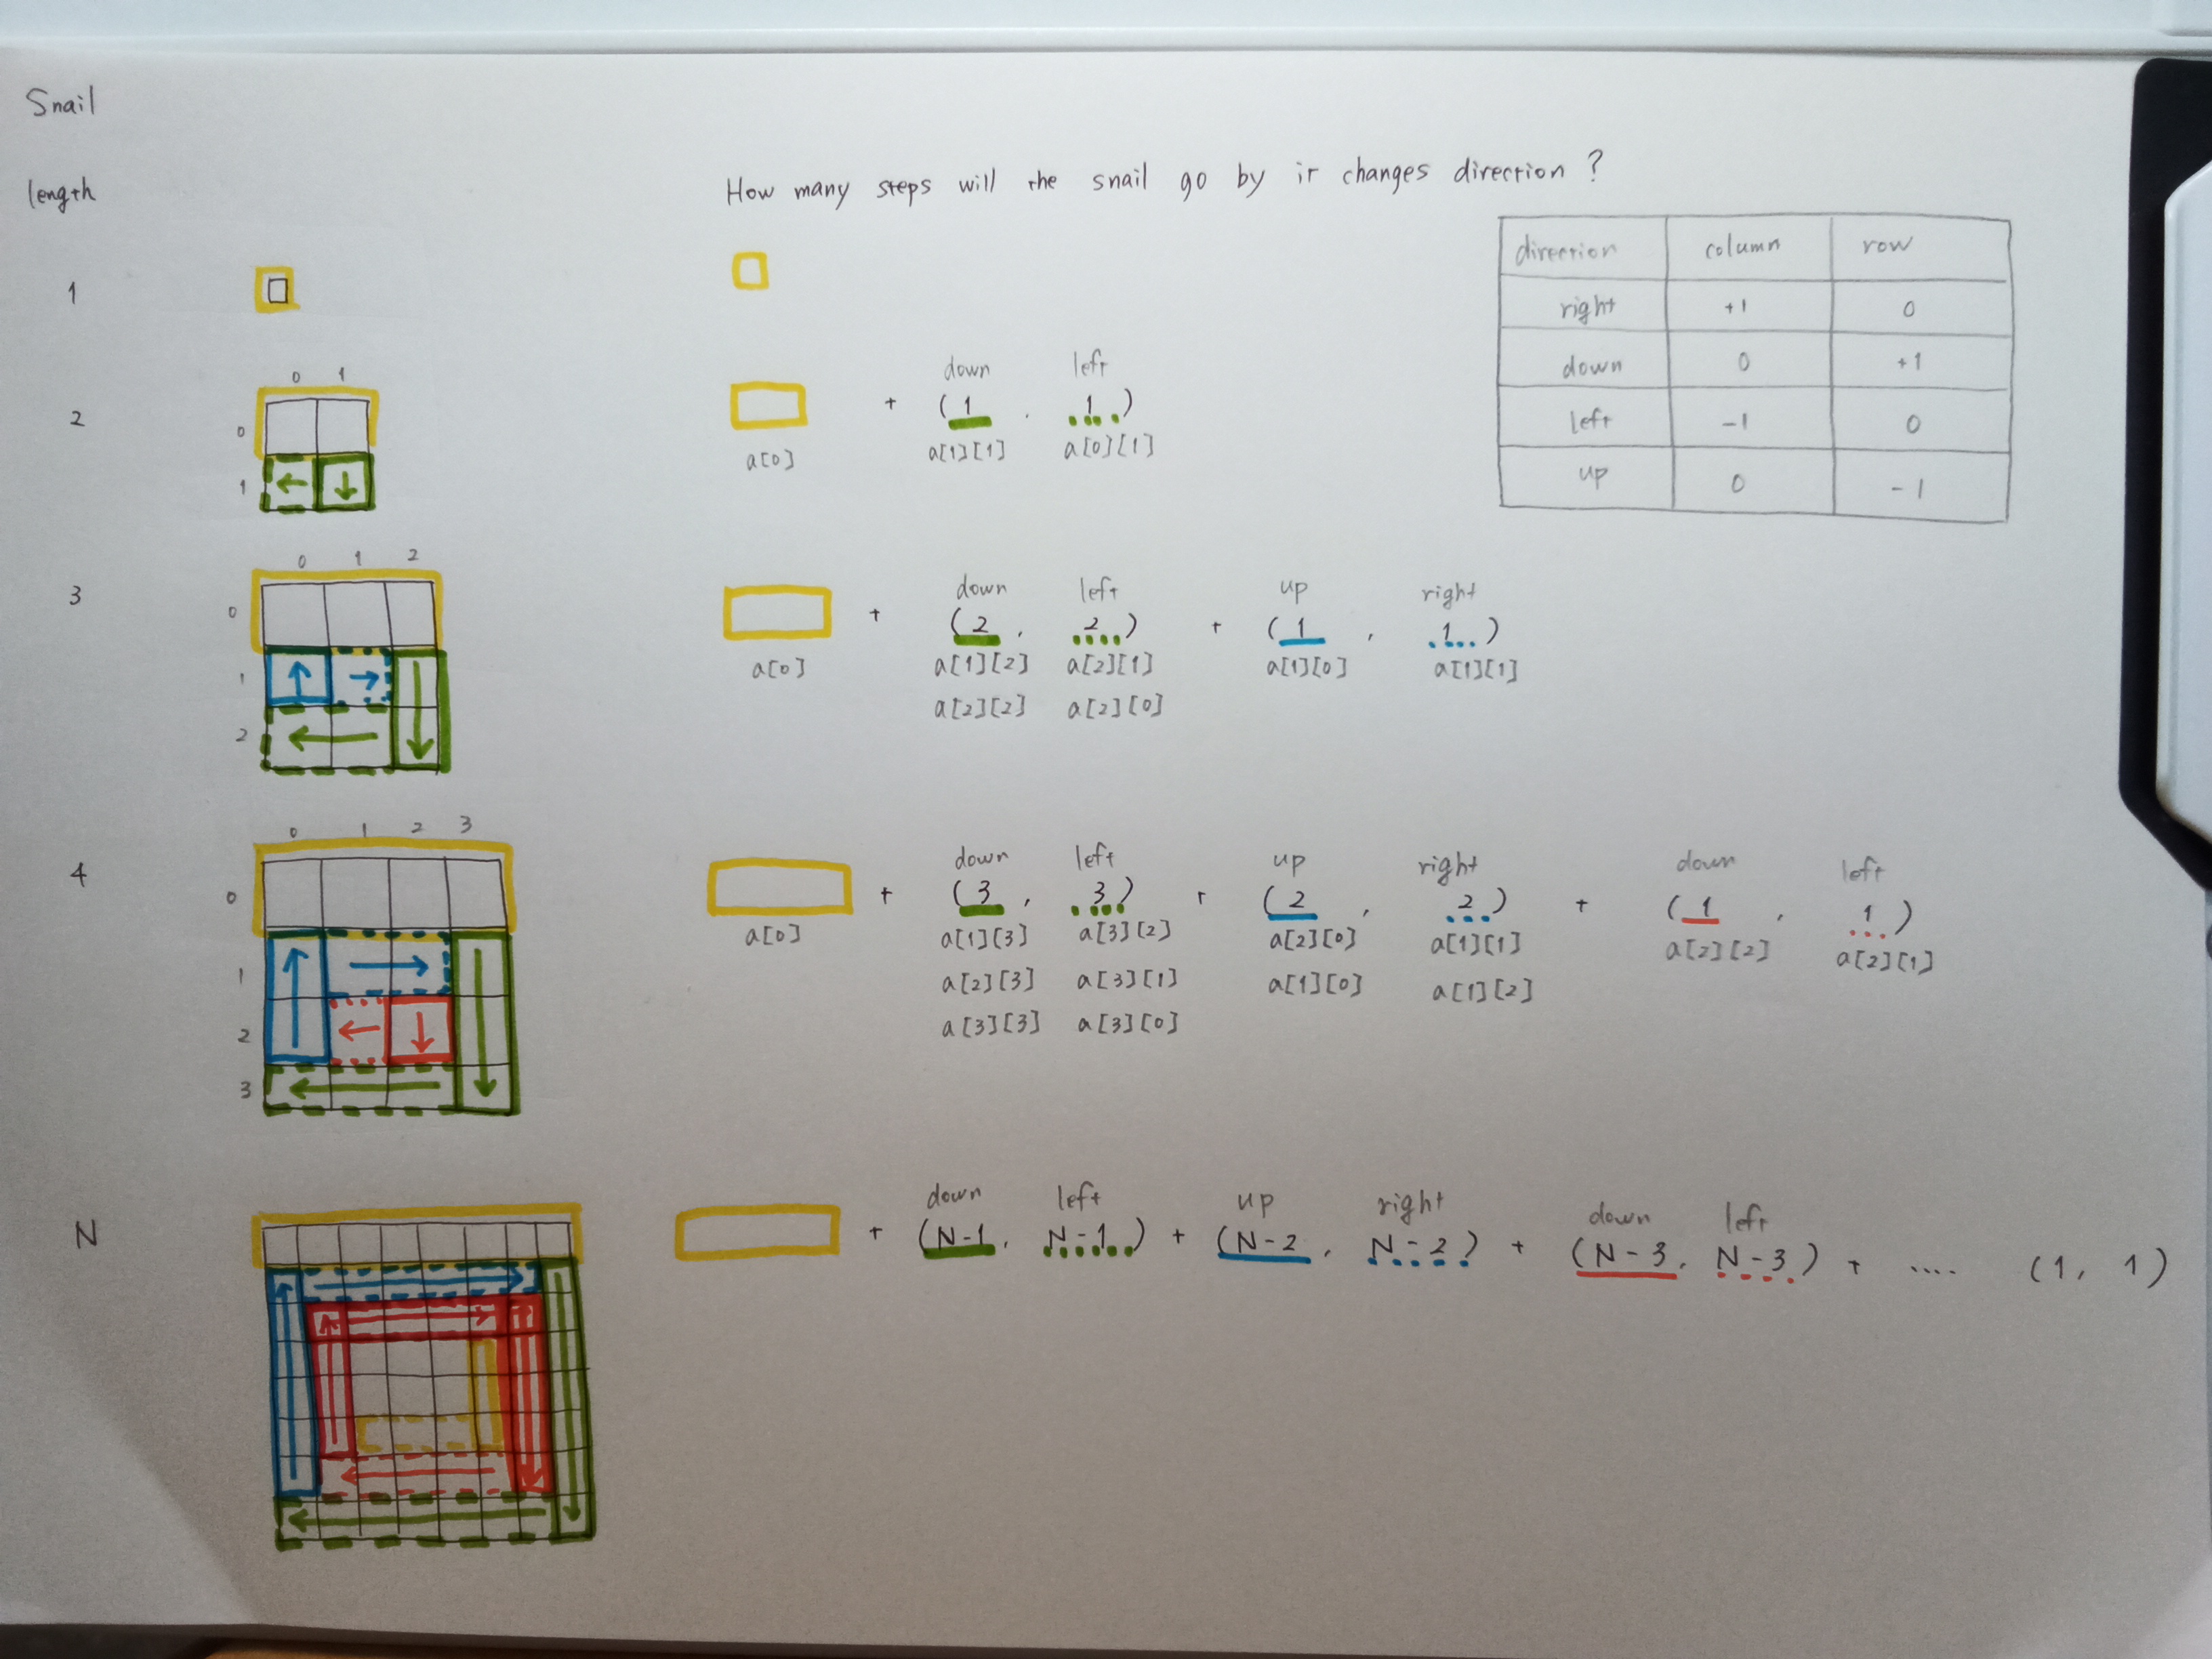 Snail
length
How many steps will the snail go by it changes direction ?
direction column row
right +1 0
down 0 +1
left -1 0
up 0 -1
1
2
0 1
0
1
down left
+ (1 , 1)
a[0] a[1][1] a[0][1]
3
0 1 2
0
1
2
down left up right
+ (2 , 2) + (1 , 1)
a[0] a[1][2] a[2][1] a[1][0] a[1][1]
a[2][2] a[2][0]
4
0 1 2 3
0
1
2
3
down left up right down left
+ (3 , 3) + (2 , 2) + (1 , 1)
a[0] a[1][3] a[3][2] a[2][0] a[1][1] a[2][2] a[2][1]
a[2][3] a[3][1] a[1][0] a[1][2]
a[3][3] a[3][0]
N
down left up right down left
+ (N-1, N-1) + (N-2, N-2) + (N-3, N-3) + .... (1, 1)